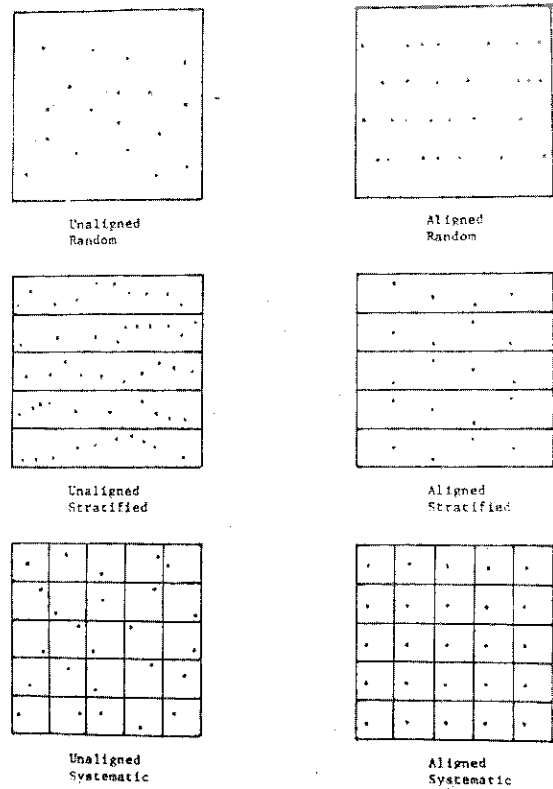 Unaligned
Random
Aligned
Random
Unaligned
Stratified
Aligned
Stratified
Unaligned
Systematic
Aligned
Systematic